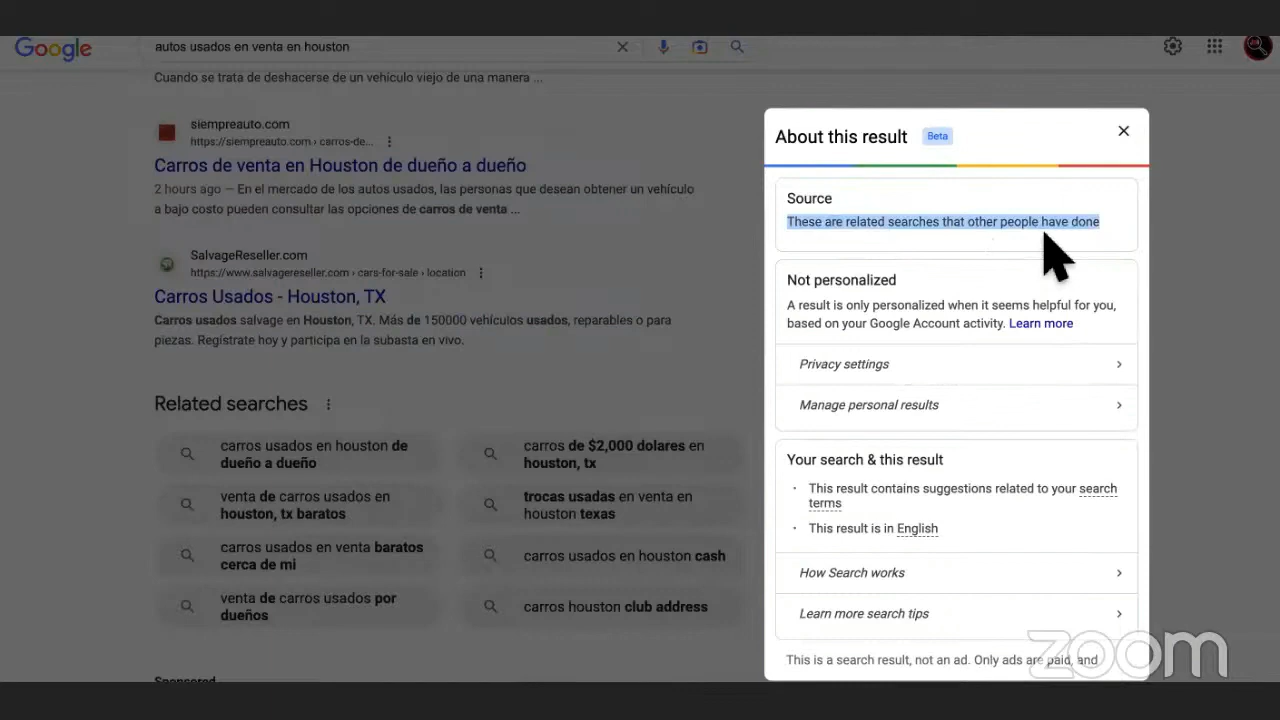 Google
autos usados en venta en houston
Cuando se trata de deshacerse de un vehículo viejo de una manera ...
siempreauto.com
https://siempreauto.com › carros-de...
Carros de venta en Houston de dueño a dueño
2 hours ago — En el mercado de los autos usados, las personas que desean obtener un vehículo
a bajo costo pueden consultar las opciones de carros de venta ...
SalvageReseller.com
https://www.salvagereseller.com › cars-for-sale › location
Carros Usados - Houston, TX
Carros usados salvage en Houston, TX. Más de 150000 vehículos usados, reparables o para
piezas. Regístrate hoy y participa en la subasta en vivo.
Related searches
carros usados en houston de
dueño a dueño
carros de $2,000 dolares en
houston, tx
venta de carros usados en
houston, tx baratos
trocas usadas en venta en
houston texas
carros usados en venta baratos
cerca de mi
carros usados en houston cash
venta de carros usados por
dueños
carros houston club address
Sponsored
About this result Beta
Source
These are related searches that other people have done
Not personalized
A result is only personalized when it seems helpful for you,
based on your Google Account activity. Learn more
Privacy settings
Manage personal results
Your search & this result
· This result contains suggestions related to your search
terms
· This result is in English
How Search works
Learn more search tips
This is a search result, not an ad. Only ads are paid, and
zoom